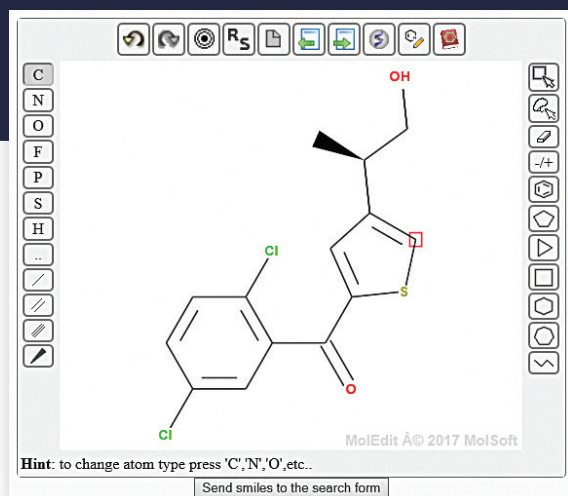 R
S
C
N
O
F
P
S
H
..
-/+
OH
Cl
S
O
Cl
MolEdit Â© 2017 MolSoft
Hint: to change atom type press 'C','N','O',etc..
Send smiles to the search form